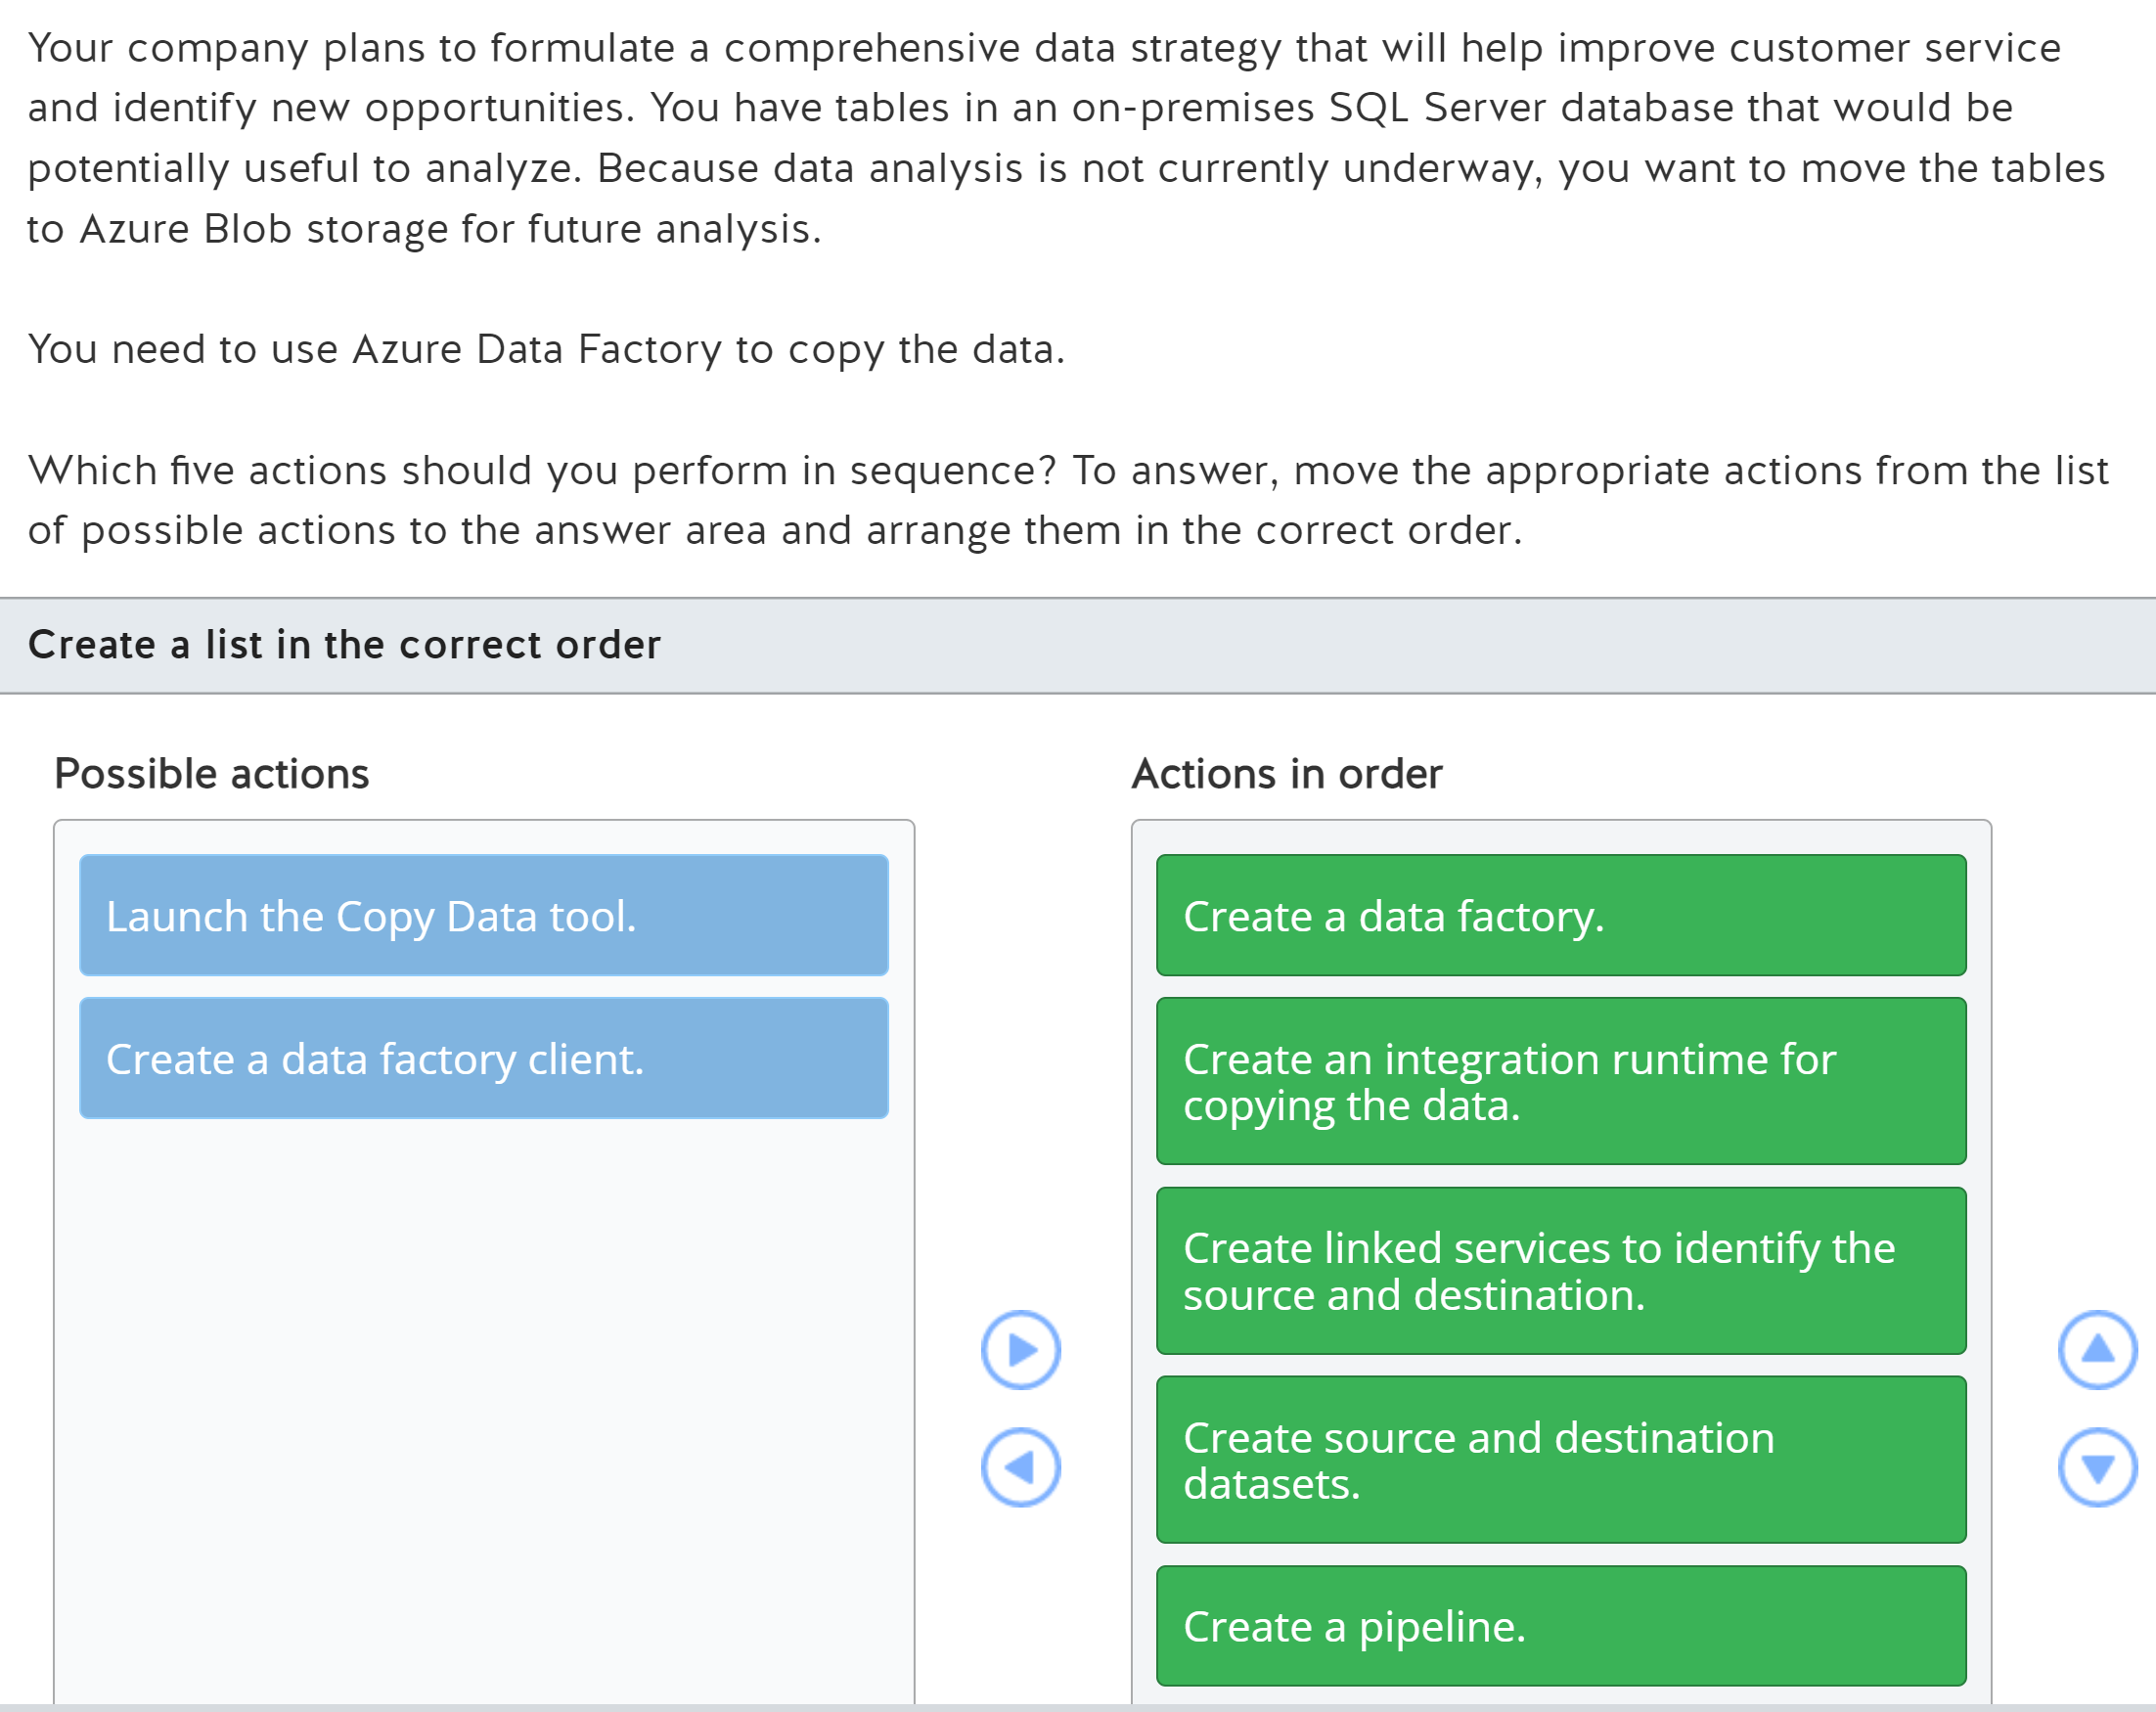 Your company plans to formulate a comprehensive data strategy that will help improve customer service
and identify new opportunities. You have tables in an on-premises SQL Server database that would be
potentially useful to analyze. Because data analysis is not currently underway, you want to move the tables
to Azure Blob storage for future analysis.
You need to use Azure Data Factory to copy the data.
Which five actions should you perform in sequence? To answer, move the appropriate actions from the list
of possible actions to the answer area and arrange them in the correct order.
Create a list in the correct order
Possible actions
Launch the Copy Data tool.
Create a data factory client.
Actions in order
Create a data factory.
Create an integration runtime for
copying the data.
Create linked services to identify the
source and destination.
Create source and destination
datasets.
Create a pipeline.